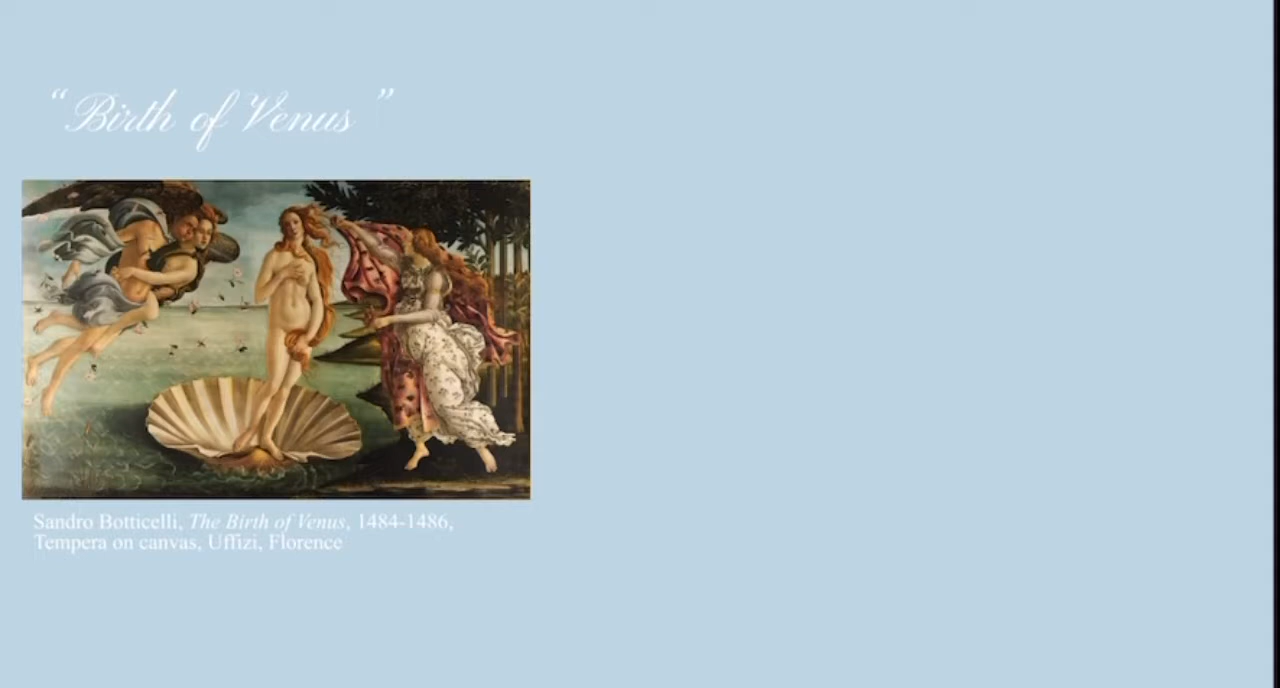 “Birth of Venus ”
Sandro Botticelli, The Birth of Venus, 1484-1486,
Tempera on canvas, Uffizi, Florence